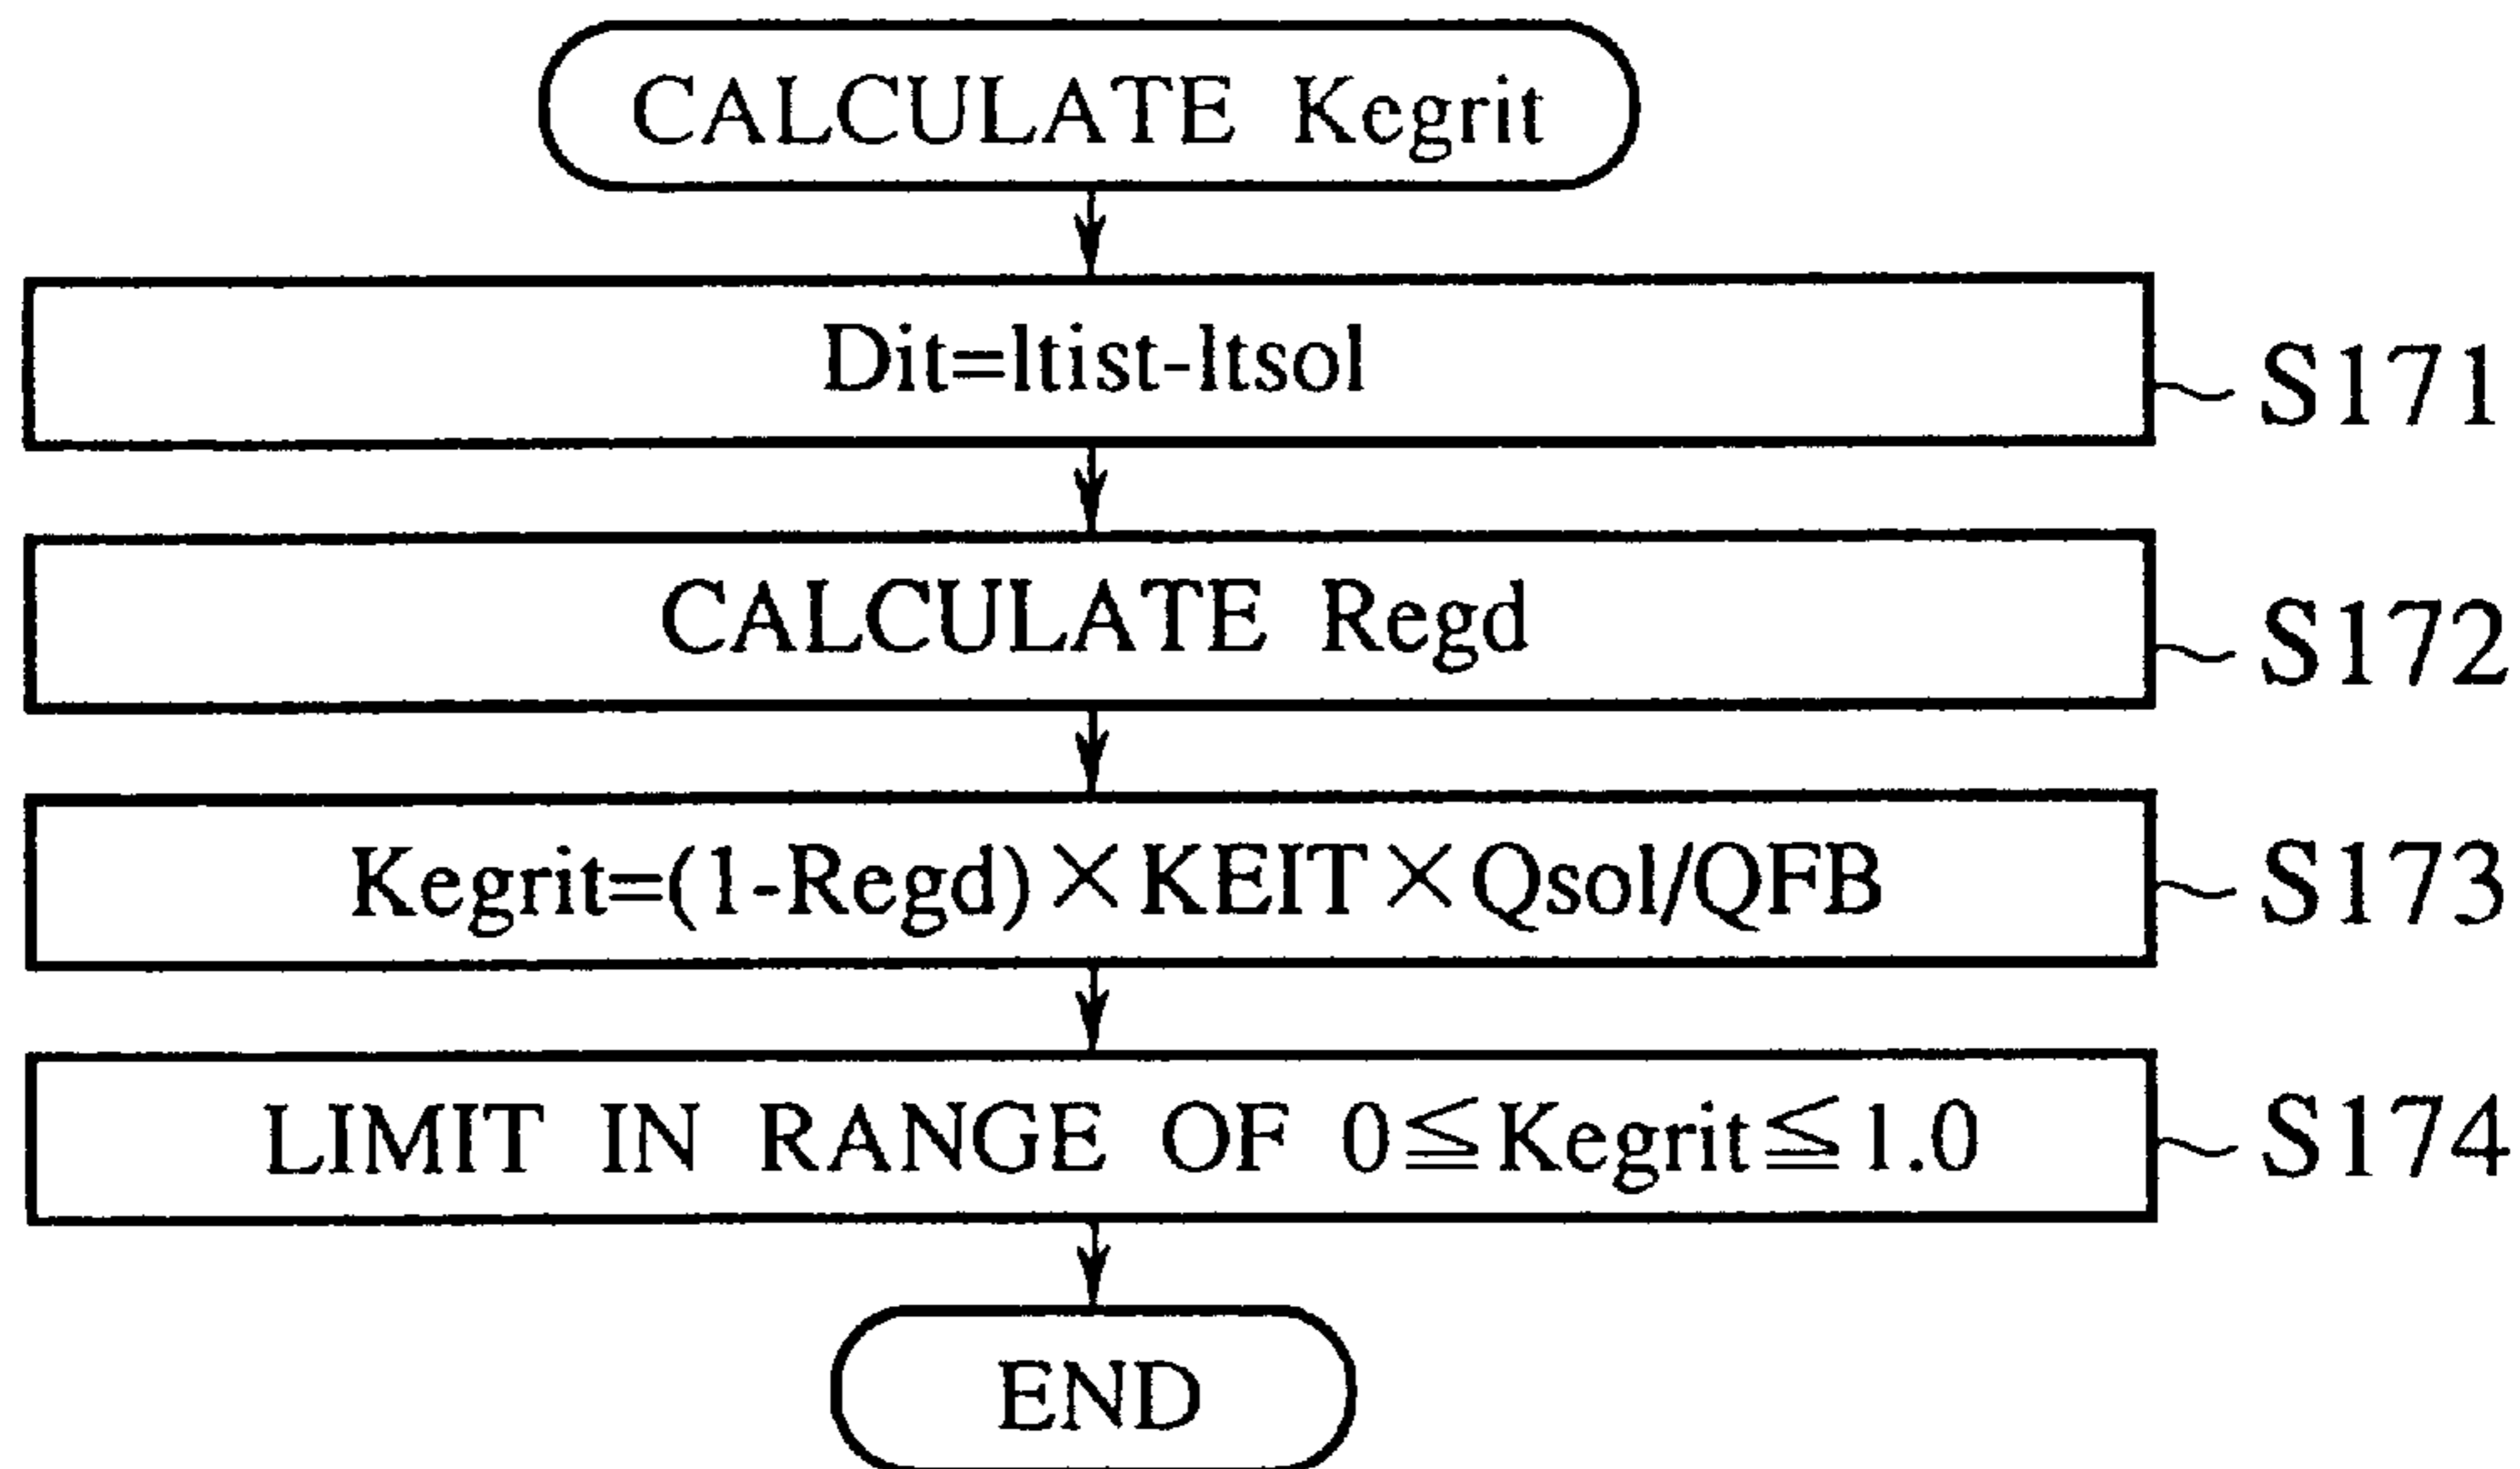 CALCULATE Kegrit
Dit=ltist-ltsol
S171
CALCULATE Regd
S172
Kegrit=(1-Regd)×KEIT×Qsol/QFB
S173
LIMIT IN RANGE OF 0≦Kegrit≦1.0
S174
END